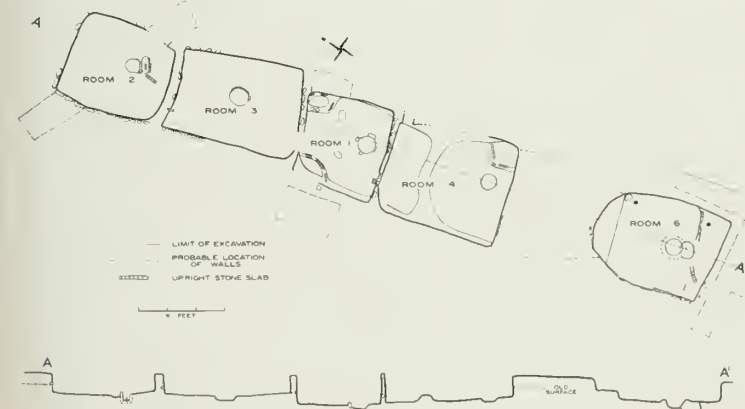 A
ROOM 2
ROOM 3
ROOM 1
ROOM 4
ROOM 6
LIMIT OF EXCAVATION
PROBABLE LOCATION
OF WALLS
UPRIGHT STONE SLAB
FEET
A
A
OLD
SURFACE
A'